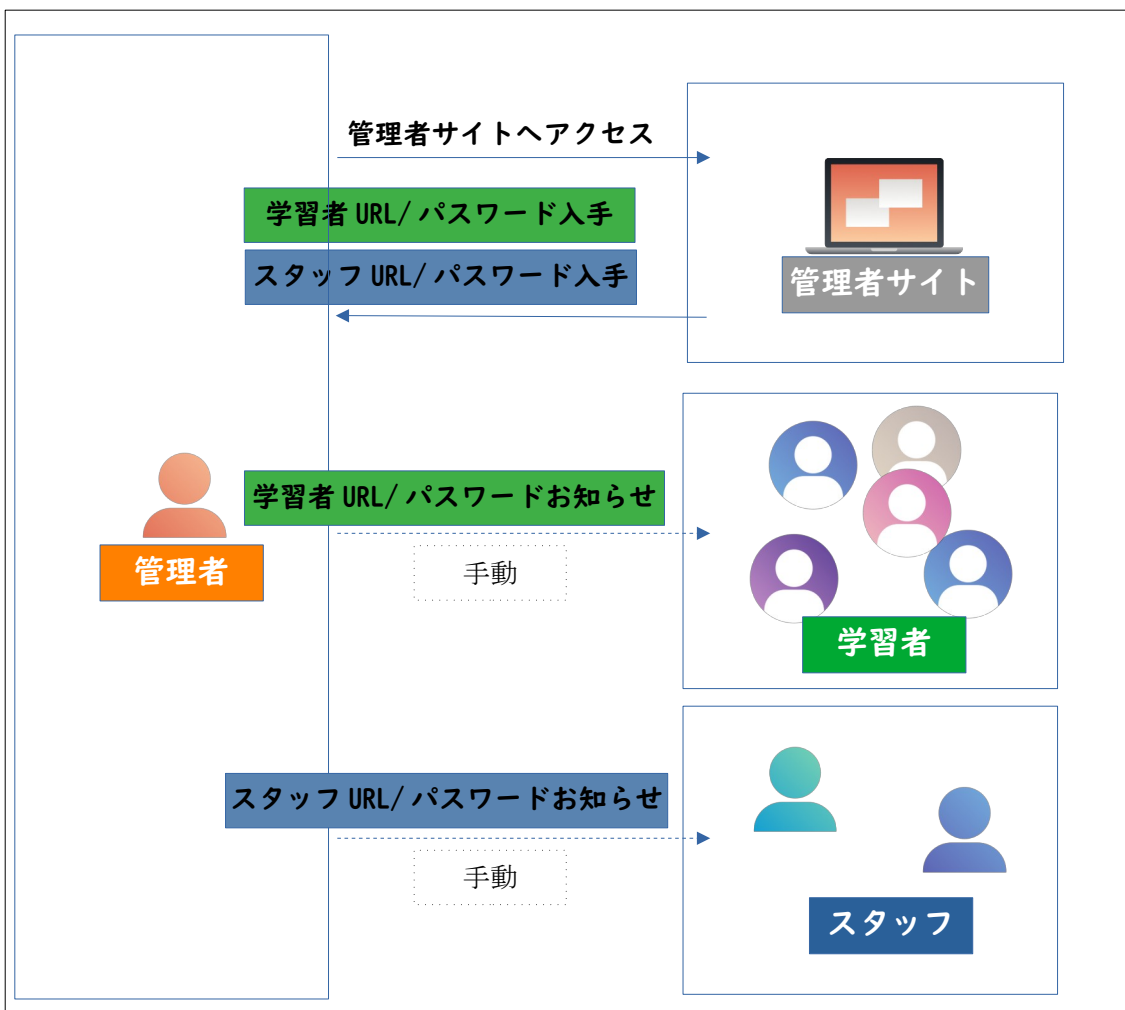 管理者サイトへアクセス
学習者 URL/ パスワード入手
スタッフ URL/ パスワード入手
管理者サイト
学習者 URL/ パスワードお知らせ
手動
管理者
学習者
スタッフ URL/ パスワードお知らせ
手動
スタッフ